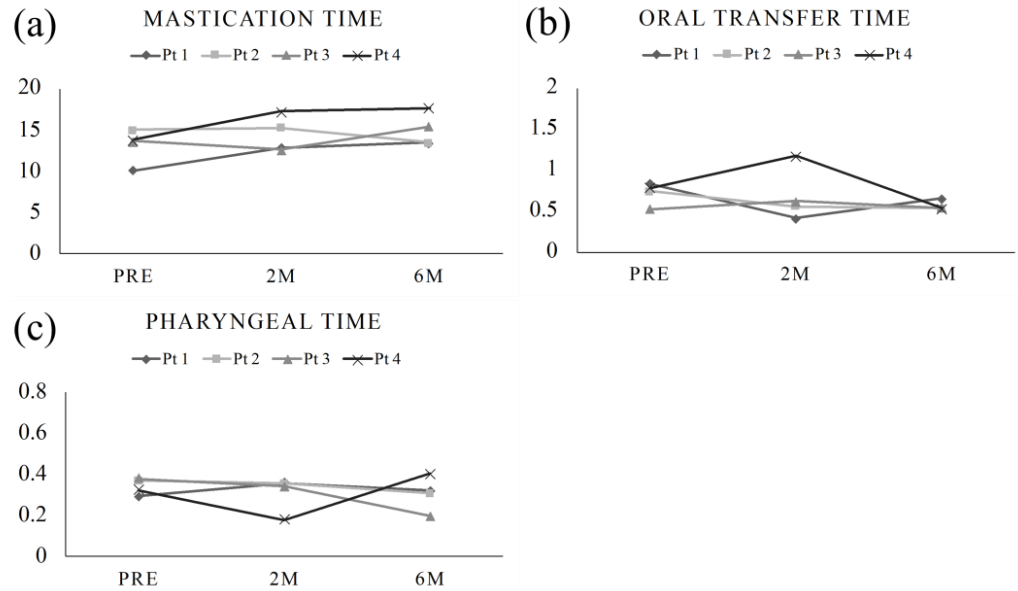 (a)
MASTICATION TIME
Pt 1 Pt 2 Pt 3 Pt 4
20
15
10
5
0
PRE 2M 6M
(b)
ORAL TRANSFER TIME
Pt 1 Pt 2 Pt 3 Pt 4
2
1.5
1
0.5
0
PRE 2M 6M
(c)
PHARYNGEAL TIME
Pt 1 Pt 2 Pt 3 Pt 4
0.8
0.6
0.4
0.2
0
PRE 2M 6M